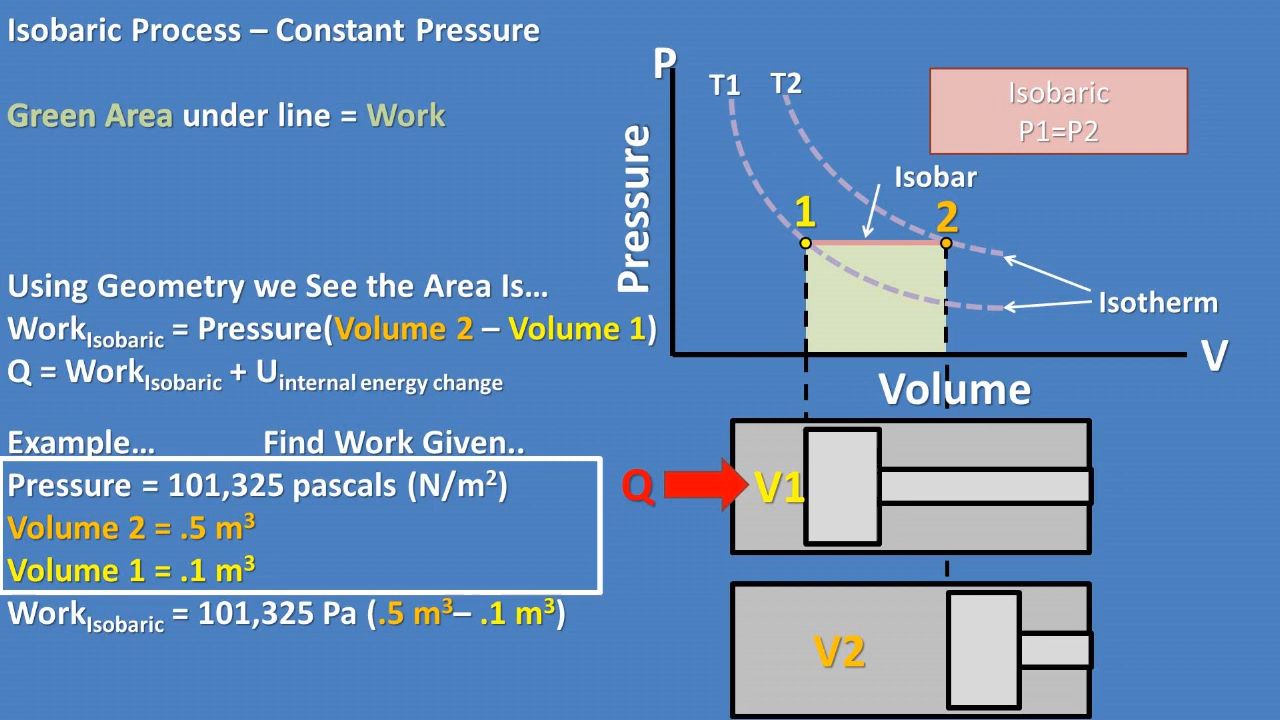 Isobaric Process – Constant Pressure
Green Area under line = Work
Using Geometry we See the Area Is…
WorkIsobaric = Pressure(Volume 2 – Volume 1)
Q = WorkIsobaric + Uinternal energy change
Example… Find Work Given..
Pressure = 101,325 pascals (N/m²)
Volume 2 = .5 m³
Volume 1 = .1 m³
WorkIsobaric = 101,325 Pa (.5 m³– .1 m³)
P
T1 T2
Isobaric
P1=P2
Pressure
Isobar
1 2
Isotherm
V
Volume
Q
V1
V2